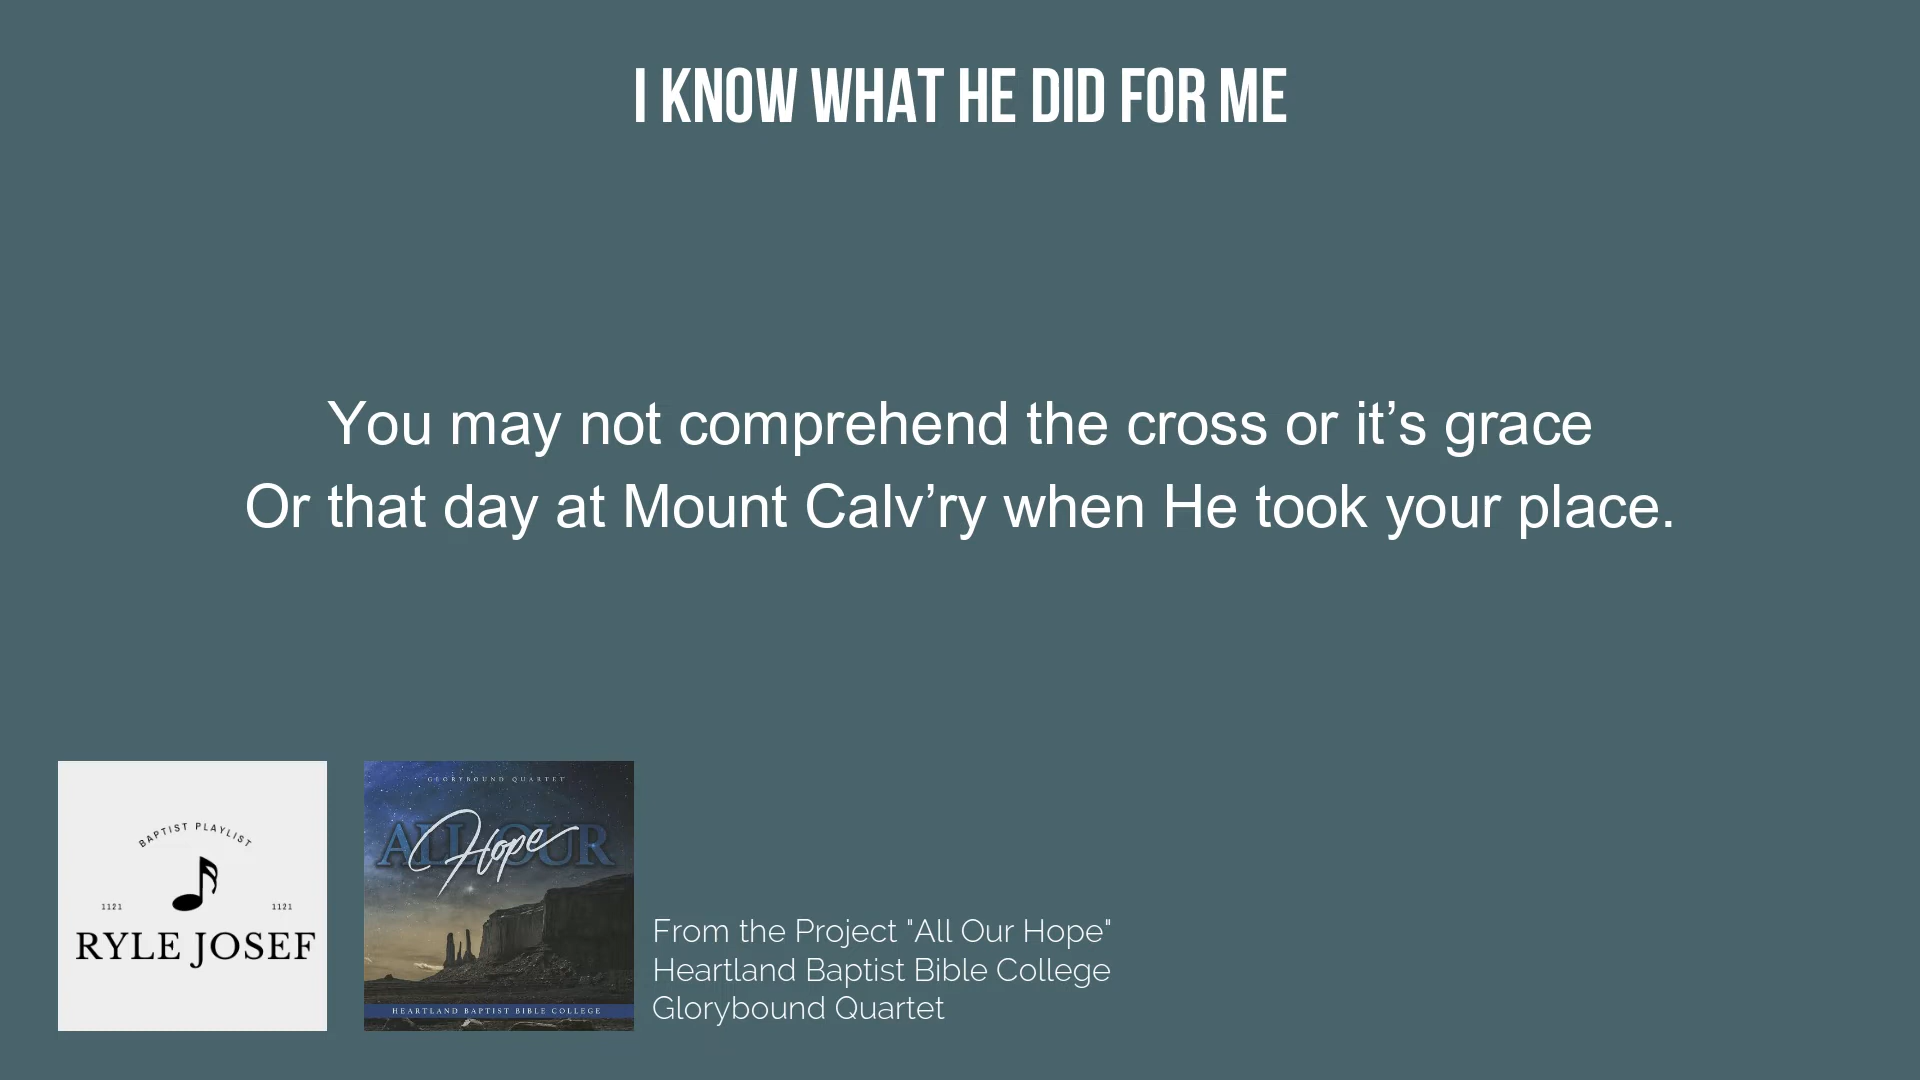 I KNOW WHAT HE DID FOR ME
You may not comprehend the cross or it’s grace
Or that day at Mount Calv’ry when He took your place.
BAPTIST PLAYLIST
1121 1121
RYLE JOSEF
GLORYBOUND QUARTET
ALL OUR
Hope
HEARTLAND BAPTIST BIBLE COLLEGE
From the Project "All Our Hope"
Heartland Baptist Bible College
Glorybound Quartet